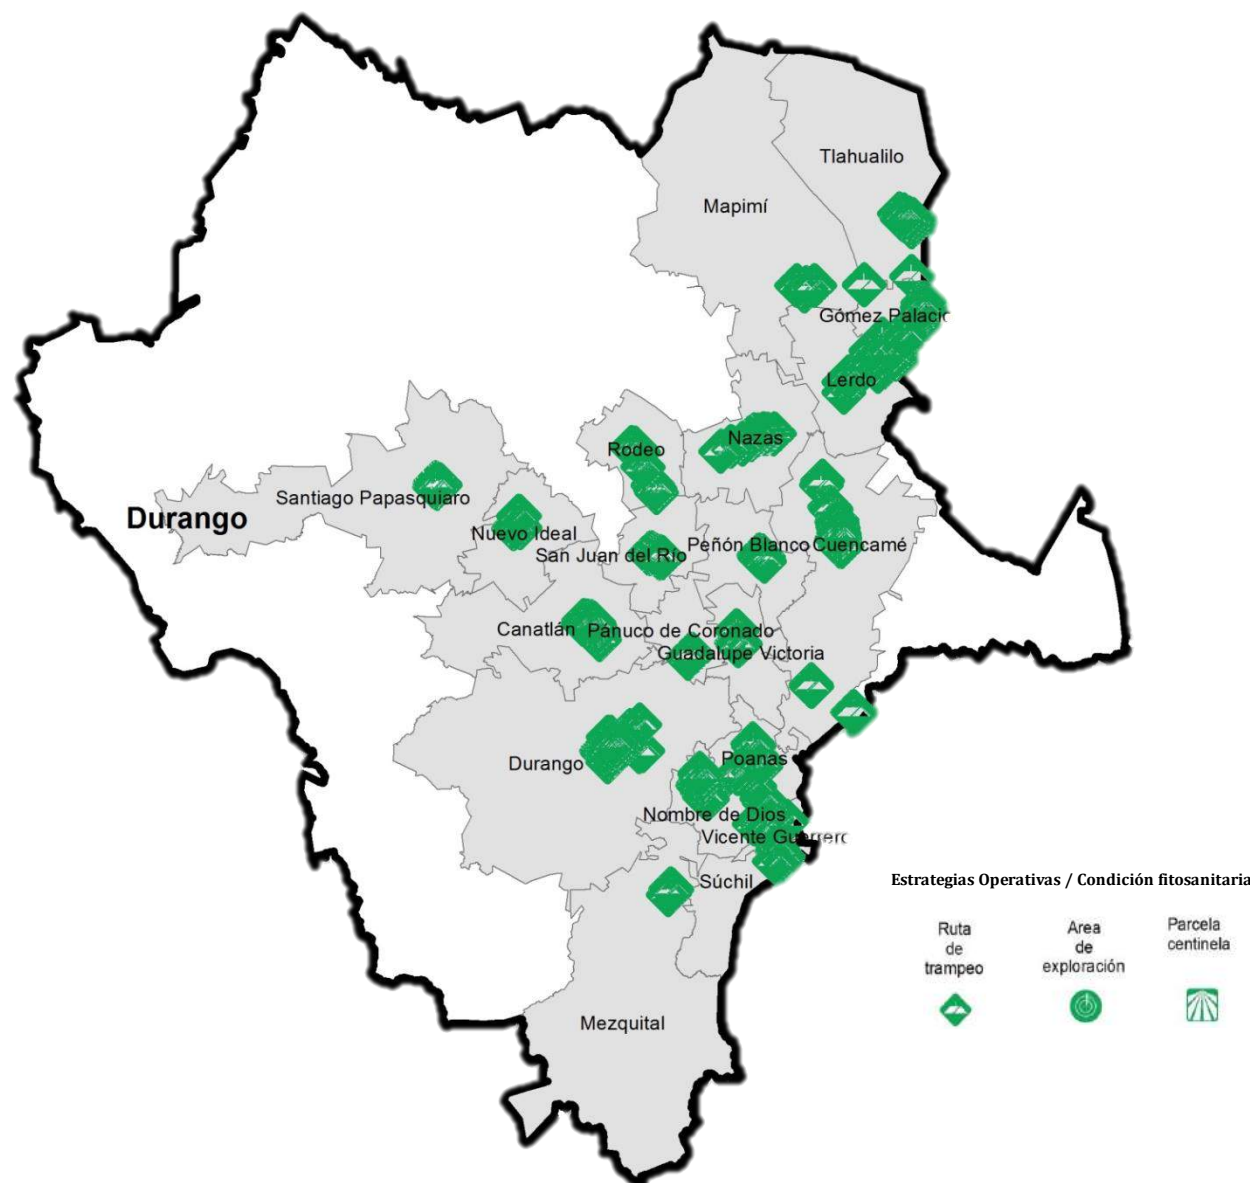 Tlahualilo
Mapimí
Gómez Palacio
Lerdo
Nazas
Rodeo
Santiago Papasquiaro
Durango
Nuevo Ideal
San Juan del Río
Peñón Blanco
Cuencamé
Canatlán
Pánuco de Coronado
Guadalupe Victoria
Durango
Poanas
Nombre de Dios
Vicente Guerrero
Súchil
Mezquital
Estrategias Operativas / Condición fitosanitaria
Ruta
de
trampeo
Area
de
exploración
Parcela
centinela